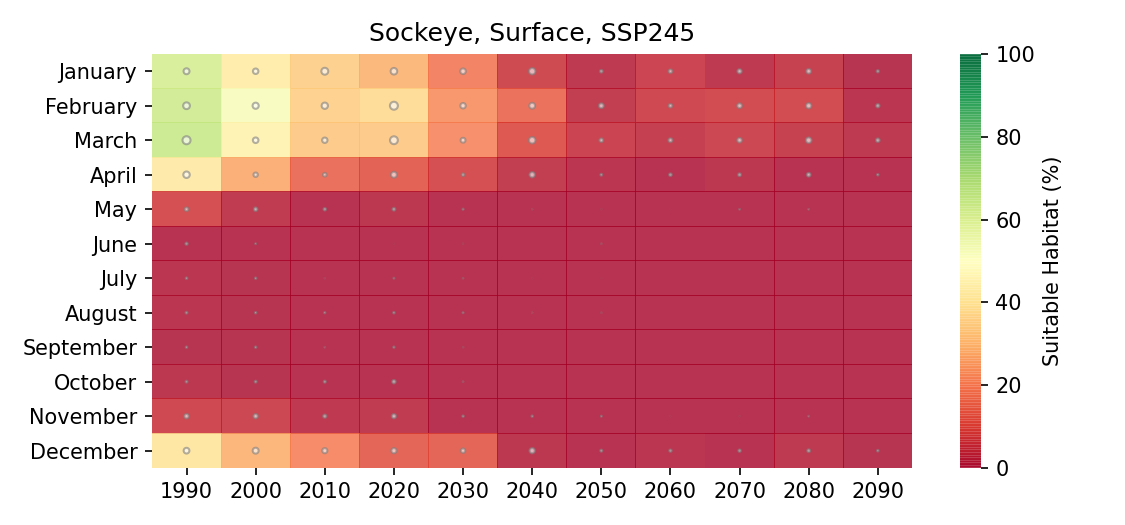 Sockeye, Surface, SSP245
January
February
March
April
May
June
July
August
September
October
November
December
1990 2000 2010 2020 2030 2040 2050 2060 2070 2080 2090
100
80
60
40
20
0
Suitable Habitat (%)